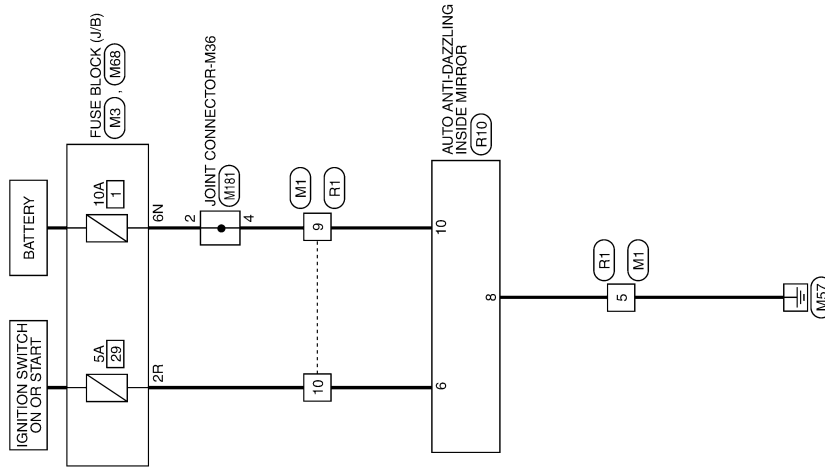 IGNITION SWITCH
ON OR START
BATTERY
FUSE BLOCK (J/B)
M3 , M68
5A
29
10A
1
2R
6N
2
JOINT CONNECTOR-M36
M181
4
10
9
M1
R1
6
10
AUTO ANTI-DAZZLING
INSIDE MIRROR
R10
8
5
R1
M1
M57